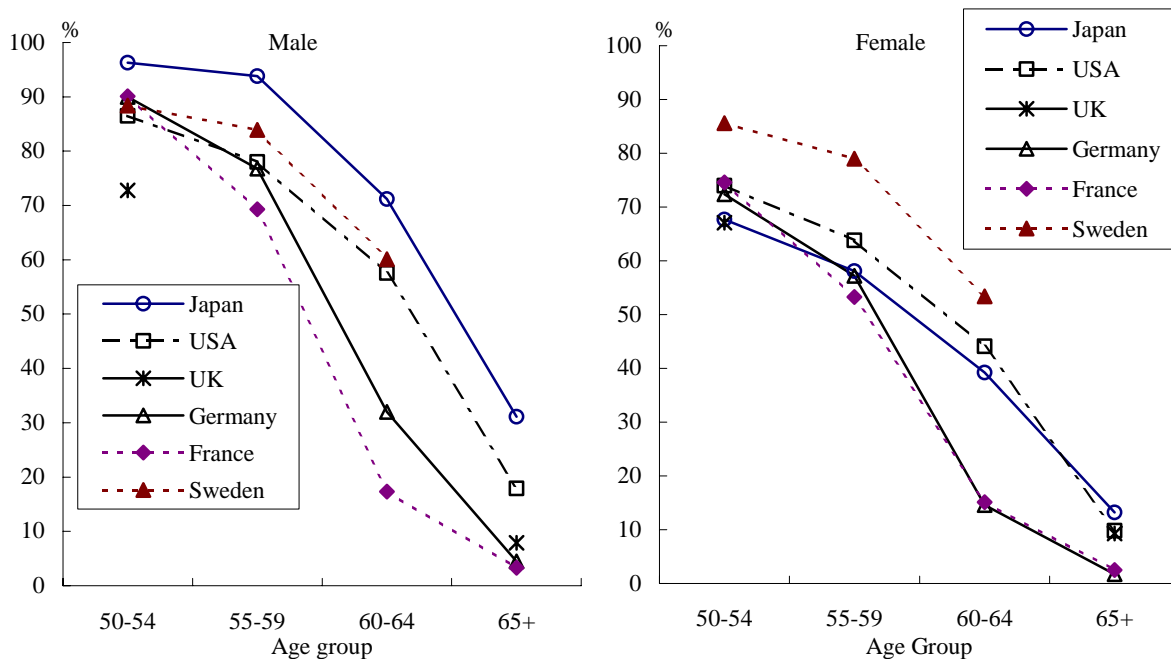 %
Male
100
90
80
70
60
50
40
30
20
10
0
Japan
USA
UK
Germany
France
Sweden
50-54 55-59 60-64 65+
Age group
%
Female
100
90
80
70
60
50
40
30
20
10
0
Japan
USA
UK
Germany
France
Sweden
50-54 55-59 60-64 65+
Age Group